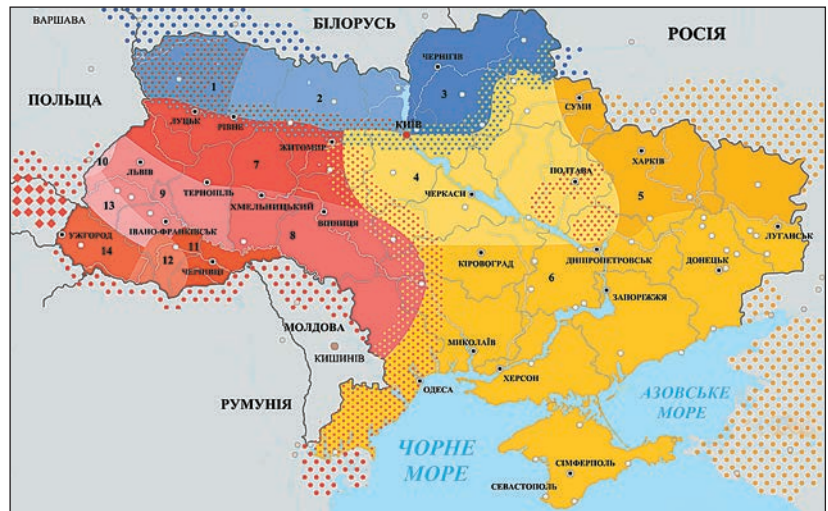 ВАРШАВА
БІЛОРУСЬ
РОСІЯ
ПОЛЬЩА
ЧЕРНІГІВ
1
2
3
СУМИ
ЛУЦЬК
РІВНЕ
КИЇВ
ЖИТОМИР
ХАРКІВ
10
ЛЬВІВ
7
4
ПОЛТАВА
9
ТЕРНОПІЛЬ
ХМЕЛЬНИЦЬКИЙ
ЧЕРКАСИ
5
13
ІВАНО-ФРАНКІВСЬК
ВІННИЦЯ
ЛУГАНСЬК
УЖГОРОД
14
11
12
8
ЧЕРНІВЦІ
КІРОВОГРАД
ДНІПРОПЕТРОВСЬК
ДОНЕЦЬК
6
ЗАПОРІЖЖЯ
МОЛДОВА
КИШИНІВ
МИКОЛАЇВ
ОДЕСА
ХЕРСОН
РУМУНІЯ
АЗОВСЬКЕ
МОРЕ
ЧОРНЕ
МОРЕ
СІМФЕРОПОЛЬ
СЕВАСТОПОЛЬ